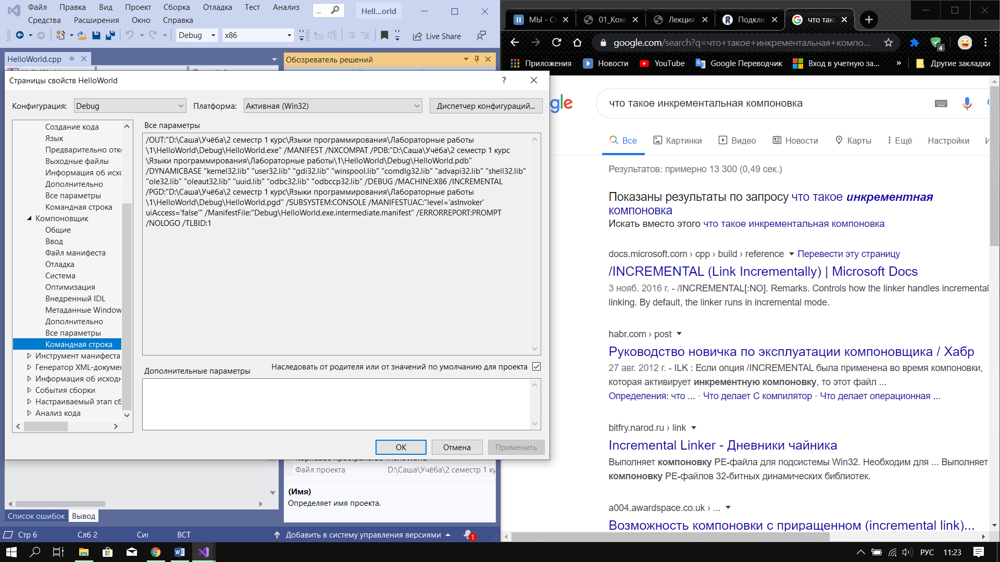 Файл Правка Вид Проект Сборка Отладка Тест Анализ ... Hell...orld
Средства Расширения Окно Справка
Debug x86 Live Share
HelloWorld.cpp
Обозреватель решений
Страницы свойств HelloWorld ?
Конфигурация: Debug Платформа: Активная (Win32) Диспетчер конфигураций...
Создание кода
Язык
Предварительно отк
Выходные файлы
Информация об исх
Дополнительно
Все параметры
Командная строка
Компоновщик
Общие
Ввод
Файл манифеста
Отладка
Система
Оптимизация
Внедренный IDL
Метаданные Window
Дополнительно
Все параметры
Командная строка
Инструмент манифеста
Генератор XML-докумен
Информация об исходн
События сборки
Настраиваемый этап сб
Анализ кода
Все параметры
/OUT:"D:\Саша\Учёба\2 семестр 1 курс\Языки программирования\Лабораторные работы
\1\HelloWorld\Debug\HelloWorld.exe" /MANIFEST /NXCOMPAT /PDB:"D:\Саша\Учёба\2 семестр 1 курс
\Языки программирования\Лабораторные работы\1\HelloWorld\Debug\HelloWorld.pdb"
/DYNAMICBASE "kernel32.lib" "user32.lib" "gdi32.lib" "winspool.lib" "comdlg32.lib" "advapi32.lib" "shell32.lib"
"ole32.lib" "oleaut32.lib" "uuid.lib" "odbc32.lib" "odbccp32.lib" /DEBUG /MACHINE:X86 /INCREMENTAL
/PGD:"D:\Саша\Учёба\2 семестр 1 курс\Языки программирования\Лабораторные работы
\1\HelloWorld\Debug\HelloWorld.pgd" /SUBSYSTEM:CONSOLE /MANIFESTUAC:"level='asInvoker'
uiAccess='false'" /ManifestFile:"Debug\HelloWorld.exe.intermediate.manifest" /ERRORREPORT:PROMPT
/NOLOGO /TLBID:1
Дополнительные параметры
Наследовать от родителя или от значений по умолчанию для проекта
ОК Отмена Применить
Файл проекта D:\Саша\Учёба\2 семестр 1 ку
(Имя)
Определяет имя проекта.
Список ошибок Вывод
Стр 6 Слб 2 ВСТ Добавить в систему управления версиями 1
МЫ - Сп 01_Ком Лекция Подклю что так
google.com/search?q=что+такое+инкрементальная+компо... 4
Приложения Новости YouTube Google Переводчик Вход в учетную за... » Другие закладки
gle
что такое инкрементальная компоновка
Все Картинки Видео Новости Карты Ещё Настройки И
Результатов: примерно 13 300 (0,49 сек.)
Показаны результаты по запросу что такое инкрементная
компоновка
Искать вместо этого что такое инкрементальная компоновка
docs.microsoft.com › cpp › build › reference Перевести эту страницу
/INCREMENTAL (Link Incrementally) | Microsoft Docs
3 нояб. 2016 г. - /INCREMENTAL[:NO]. Remarks. Controls how the linker handles incremental
linking. By default, the linker runs in incremental mode.
habr.com › post
Руководство новичка по эксплуатации компоновщика / Хабр
27 авг. 2012 г. - ILK : Если опция /INCREMENTAL была применена во время компоновки,
которая активирует инкрементную компоновку, то этот файл ...
Определения: что ... · Что делает C компилятор · Что делает операционная ...
bitfry.narod.ru › link
Incremental Linker - Дневники чайника
Выполняет компоновку PE-файла для подсистемы Win32. Необходим для ... Выполняет
компоновку PE-файлов 32-битных динамических библиотек.
a004.awardspace.co.uk › ...
Возможность компоновки с приращенном (incremental link)...
РУС 11:23